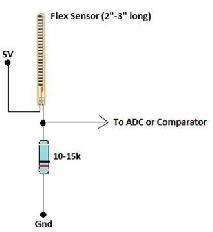 Flex Sensor (2"-3" long)
5V
To ADC or Comparator
10-15k
Gnd